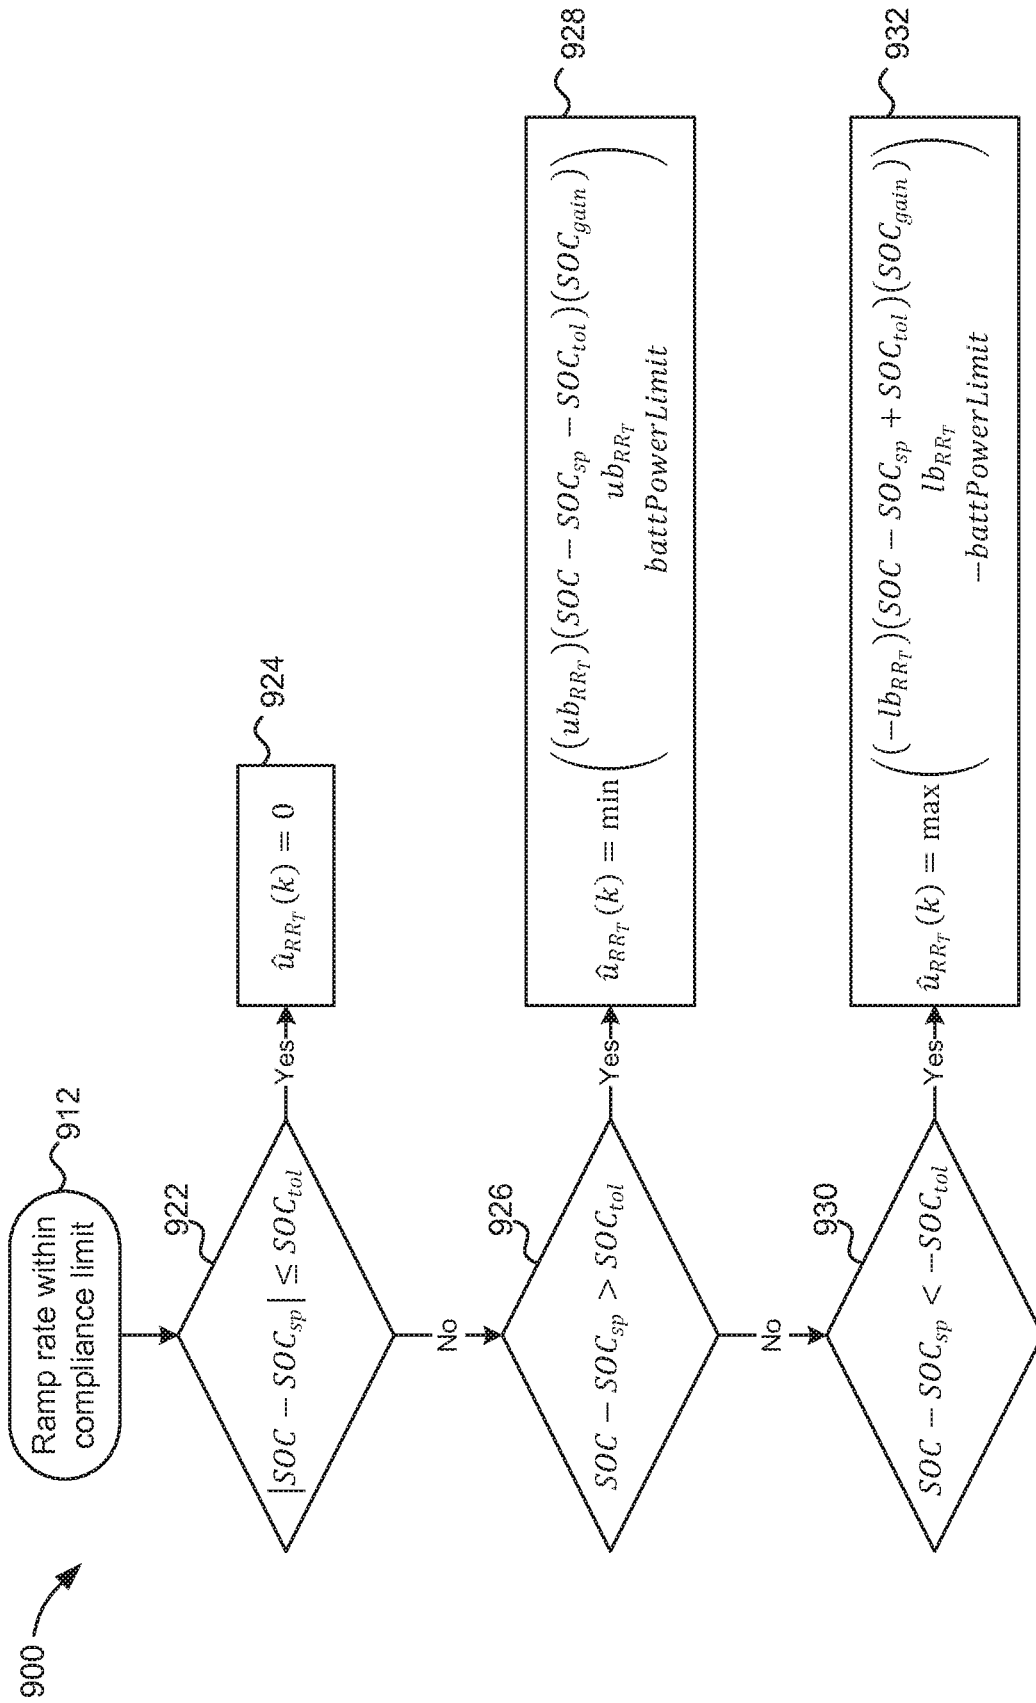 900
Ramp rate within
compliance limit
912
922
|SOC − SOC_sp| ≤ SOC_tol
Yes
û_RR_T(k) = 0
924
No
926
SOC − SOC_sp > SOC_tol
Yes
û_RR_T(k) = min
(ub_RR_T)(SOC − SOC_sp − SOC_tol)(SOC_gain)
ub_RR_T
battPowerLimit
928
No
930
SOC − SOC_sp < −SOC_tol
Yes
û_RR_T(k) = max
(−lb_RR_T)(SOC − SOC_sp + SOC_tol)(SOC_gain)
lb_RR_T
−battPowerLimit
932